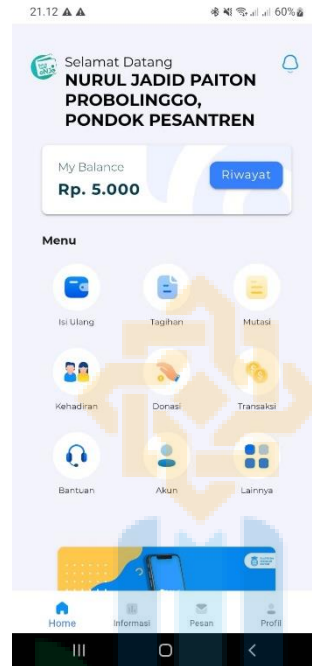 21.12
60%
Selamat Datang
NURUL JADID PAITON
PROBOLINGGO,
PONDOK PESANTREN
My Balance
Rp. 5.000
Riwayat
Menu
Isi Ulang Tagihan Mutasi
Kehadiran Donasi Transaksi
Bantuan Akun Lainnya
Home Informasi Pesan Profil